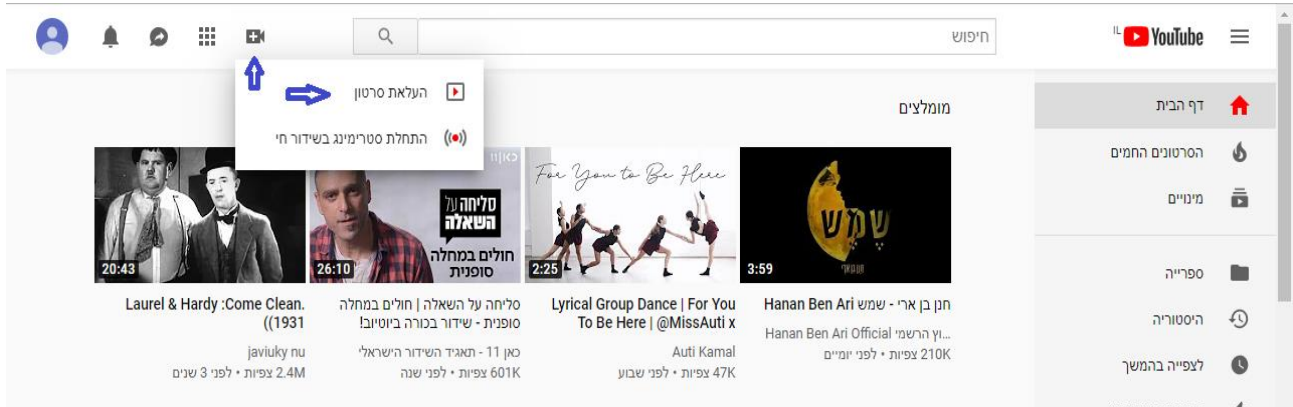 IL YouTube
חיפוש
דף הבית
הסרטונים החמים
מינויים
ספרייה
היסטוריה
לצפייה בהמשך
העלאת סרטון
התחלת סטרימינג בשידור חי
מומלצים
שמש
3:59
חנן בן ארי - שמש Hanan Ben Ari
...וץ הרשמי Hanan Ben Ari Official
210K צפיות • לפני יומיים
For You to Be Here
2:25
Lyrical Group Dance | For You
To Be Here | @MissAuti x
Auti Kamal
47K צפיות • לפני שבוע
סליחה על
השאלה
חולים במחלה
סופנית
26:10
סליחה על השאלה | חולים במחלה
סופנית - שידור בכורה ביוטיוב!
כאן 11 - תאגיד השידור הישראלי
601K צפיות • לפני שנה
20:43
Laurel & Hardy :Come Clean.
((1931
javiuky nu
2.4M צפיות • לפני 3 שנים